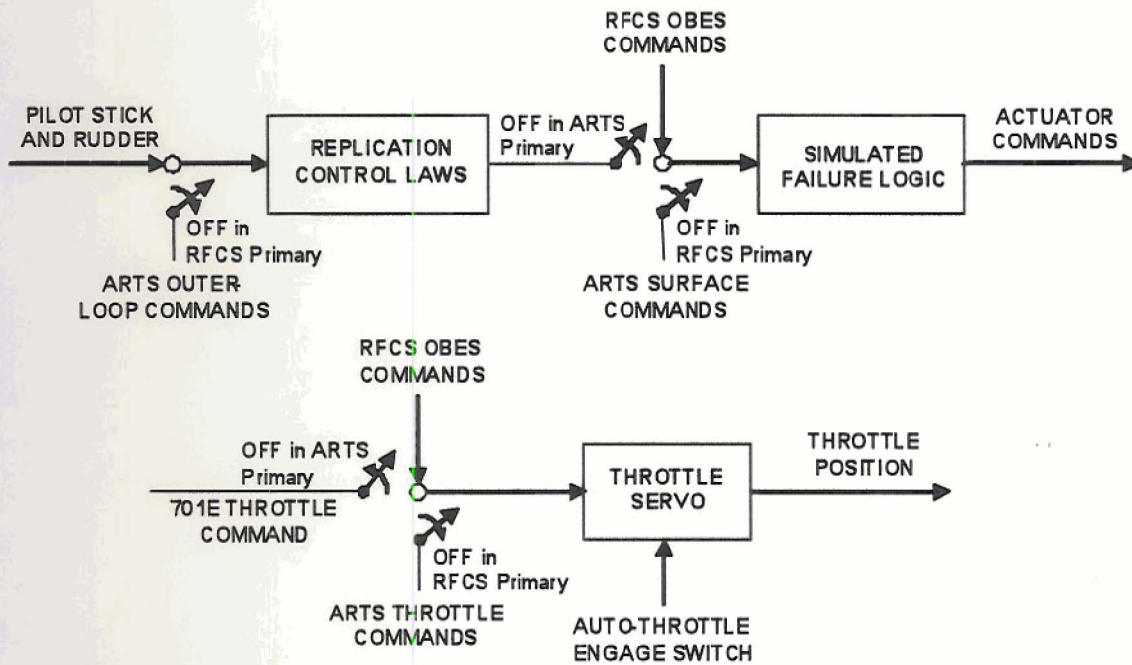 RFCS OBES
COMMANDS
PILOT STICK
AND RUDDER
REPLICATION
CONTROL LAWS
OFF in ARTS
Primary
SIMULATED
FAILURE LOGIC
ACTUATOR
COMMANDS
OFF in
RFCS Primary
ARTS OUTER-
LOOP COMMANDS
OFF in
RFCS Primary
ARTS SURFACE
COMMANDS
RFCS OBES
COMMANDS
OFF in ARTS
Primary
701E THROTTLE
COMMAND
THROTTLE
SERVO
THROTTLE
POSITION
OFF in
RFCS Primary
ARTS THROTTLE
COMMANDS
AUTO-THROTTLE
ENGAGE SWITCH